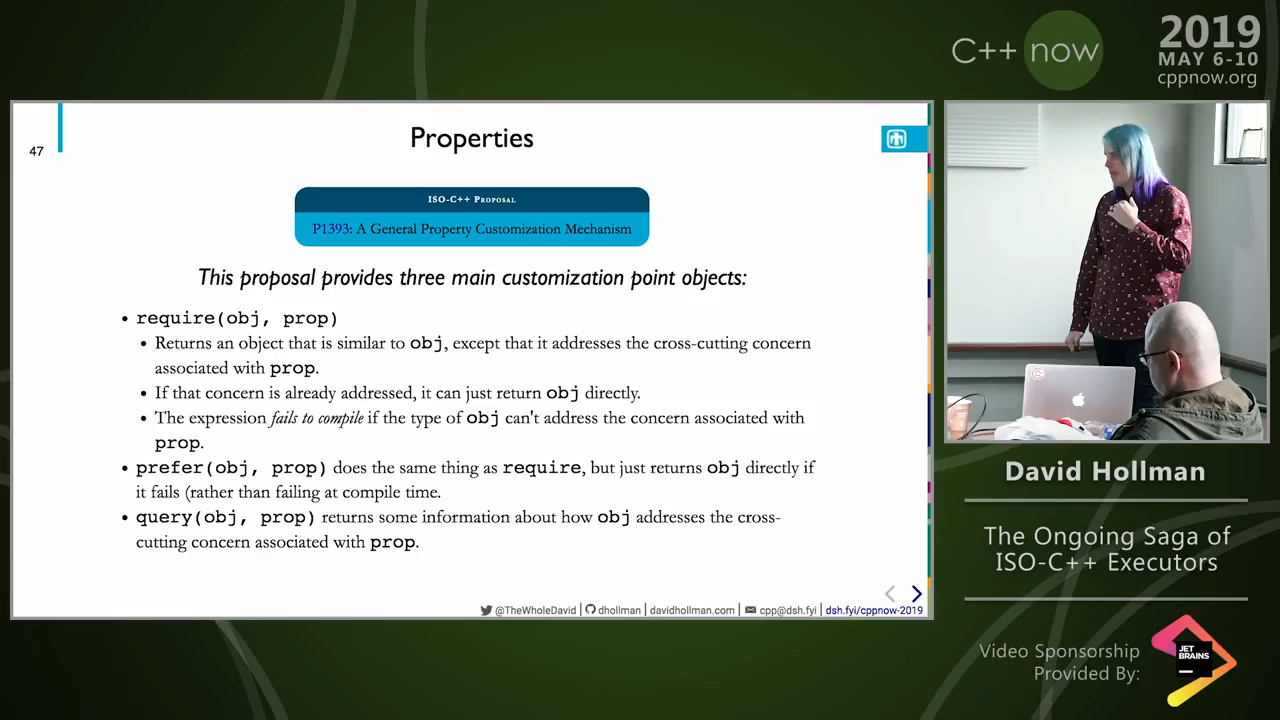 C++ now
2019
MAY 6-10
cppnow.org
47
Properties
ISO-C++ Proposal
P1393: A General Property Customization Mechanism
This proposal provides three main customization point objects:
• require(obj, prop)
• Returns an object that is similar to obj, except that it addresses the cross-cutting concern
associated with prop.
• If that concern is already addressed, it can just return obj directly.
• The expression fails to compile if the type of obj can't address the concern associated with
prop.
• prefer(obj, prop) does the same thing as require, but just returns obj directly if
it fails (rather than failing at compile time.
• query(obj, prop) returns some information about how obj addresses the cross-
cutting concern associated with prop.
@TheWholeDavid | dhollman | davidhollman.com | cpp@dsh.fyi | dsh.fyi/cppnow-2019
David Hollman
The Ongoing Saga of
ISO-C++ Executors
Video Sponsorship
Provided By:
JET
BRAINS